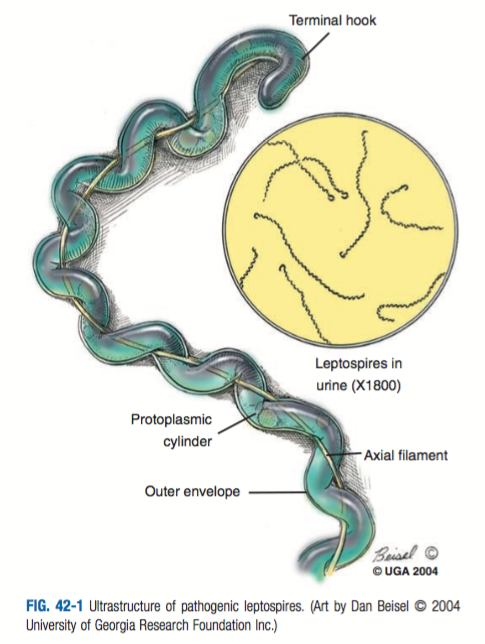 Terminal hook
Leptospires in
urine (X1800)
Protoplasmic
cylinder
Axial filament
Outer envelope
Beisel ©
© UGA 2004
FIG. 42-1 Ultrastructure of pathogenic leptospires. (Art by Dan Beisel © 2004
University of Georgia Research Foundation Inc.)